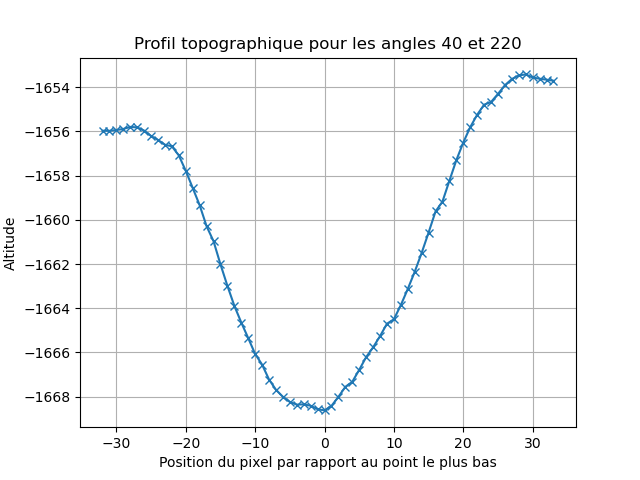 Profil topographique pour les angles 40 et 220
Altitude
−1654
−1656
−1658
−1660
−1662
−1664
−1666
−1668
−30 −20 −10 0 10 20 30
Position du pixel par rapport au point le plus bas